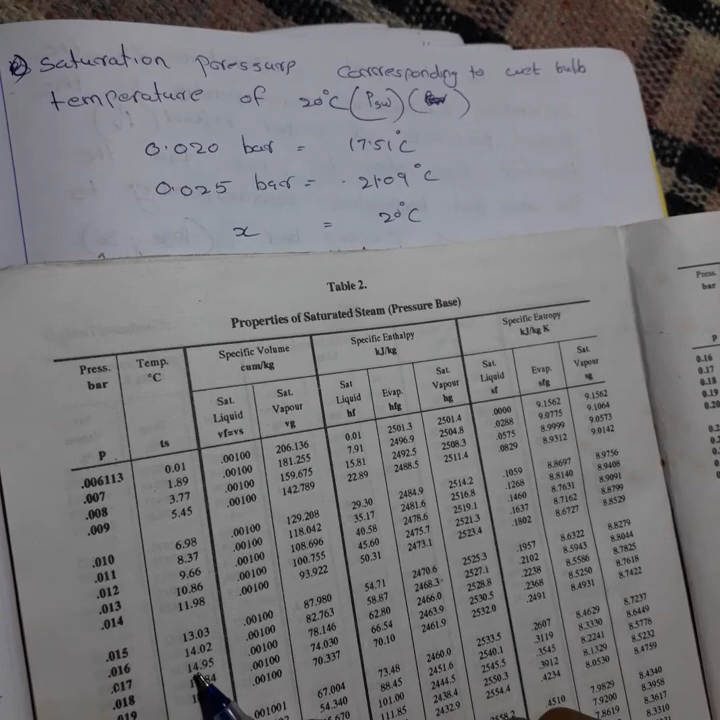 saturation pressurp corresponding to wet bulb
temperature of 20°C (Psw) (
0.020 bar = 17.51°C
0.025 bar = 21.09°C
x = 20°C
Table 2.
Properties of Saturated Steam (Pressure Base)
Press. bar Temp. °C Specific Volume cum/kg Specific Enthalpy kJ/kg Specific Entropy kJ/kg K
P ts Sat. Liquid vf=vs Sat. Vapour vg Sat Liquid hf Evap. hfg Sat. Vapour hg Sat. Liquid sf Evap. sfg Sat. Vapour sg
.006113 0.01 .00100 206.136 0.01 2501.3 2501.4 .0000 9.1562 9.1562
.007 1.89 .00100 181.255 7.91 2496.9 2504.8 .0288 9.0775 9.1064
.008 3.77 .00100 159.675 15.81 2492.5 2508.3 .0575 8.9999 9.0573
.009 5.45 .00100 142.789 22.89 2488.5 2511.4 .0829 8.9312 9.0142
.010 6.98 .00100 129.208 29.30 2484.9 2514.2 .1059 8.8697 8.9756
.011 8.37 .00100 118.042 35.17 2481.6 2516.8 .1268 8.8140 8.9408
.012 9.66 .00100 108.696 40.58 2478.6 2519.1 .1460 8.7631 8.9091
.013 10.86 .00100 100.755 45.60 2475.7 2521.3 .1637 8.7162 8.8799
.014 11.98 .00100 93.922 50.31 2473.1 2523.4 .1802 8.6727 8.8529
.015 13.03 .00100 87.980 54.71 2470.6 2525.3 .1957 8.6322 8.8279
.016 14.02 .00100 82.763 58.87 2468.3 2527.1 .2102 8.5943 8.8044
.017 14.95 .00100 78.146 62.80 2466.0 2528.8 .2238 8.5586 8.7825
.018 .00100 74.030 66.54 2463.9 2530.5 .2368 8.5250 8.7618
.019 .00100 70.337 70.10 2461.9 2532.0 .2491 8.4931 8.7422
.001001 67.004 73.48 2460.0 2533.5 .2607 8.4629 8.7237
54.340 88.45 2451.6 2540.1 .3119 8.3330 8.6449
101.00 2444.5 2545.5 .3545 8.2241 8.5778
111.85 2438.4 2550.3 .3912 8.1329 8.5232
2432.9 2554.4 .4234 8.0530 8.4759
.4510 7.9829 8.4340
7.9200 8.3958
7.8619 8.3617
8.3310
Press.
bar
P
0.16
0.17
0.18
0.19
0.20